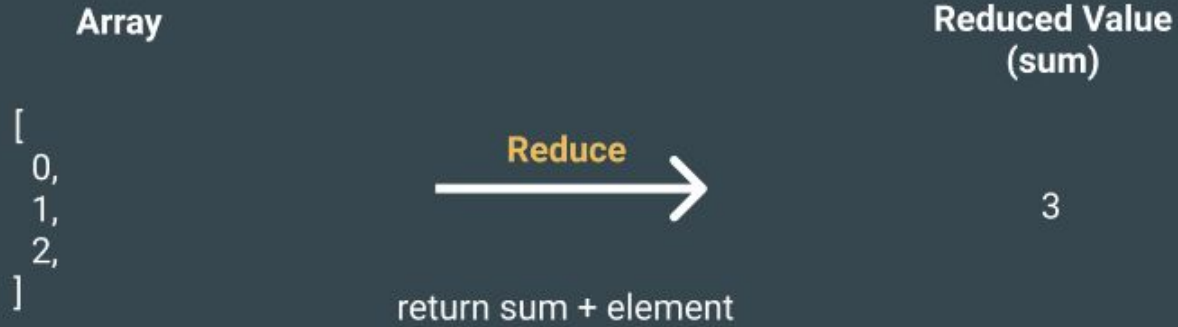 Array
[
0,
1,
2,
]
Reduce
return sum + element
Reduced Value
(sum)
3